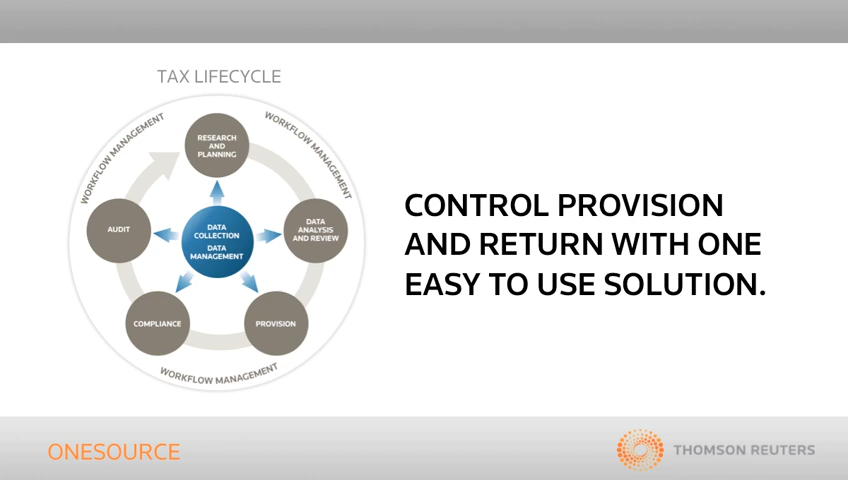 TAX LIFECYCLE
WORKFLOW MANAGEMENT
WORKFLOW MANAGEMENT
RESEARCH
AND
PLANNING
AUDIT
DATA
COLLECTION
DATA
MANAGEMENT
DATA
ANALYSIS
AND REVIEW
COMPLIANCE
PROVISION
WORKFLOW MANAGEMENT
CONTROL PROVISION
AND RETURN WITH ONE
EASY TO USE SOLUTION.
ONESOURCE
THOMSON REUTERS